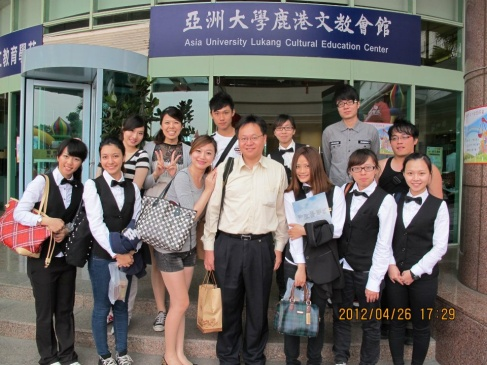 亞洲大學鹿港文教會館
Asia University Lukang Cultural Education Center
2012/04/26 17:29